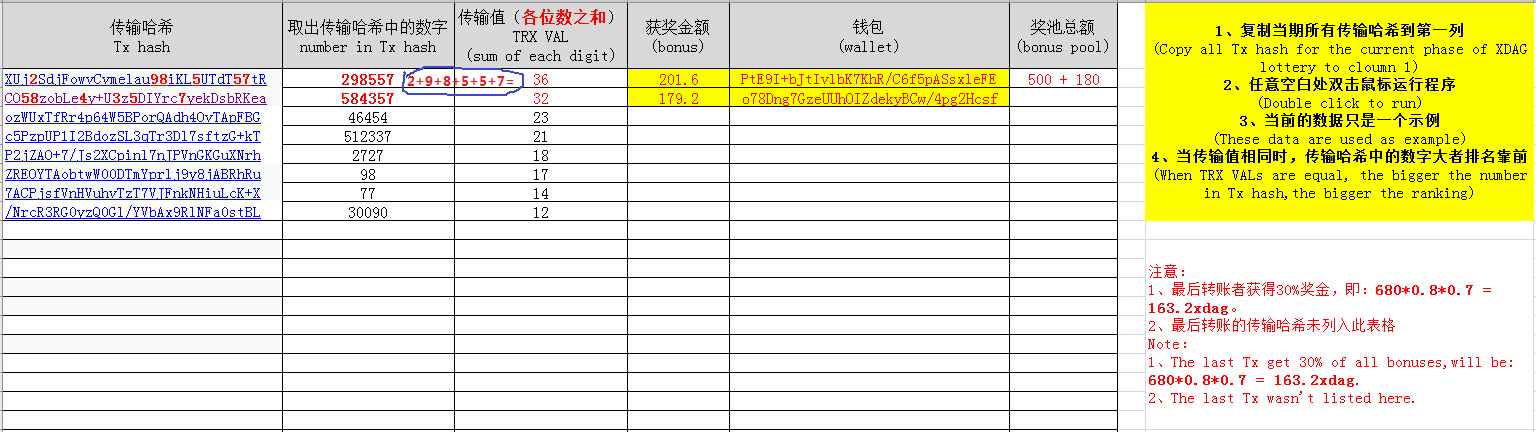 传输哈希
Tx hash
取出传输哈希中的数字
number in Tx hash
传输值（各位数之和）
TRX VAL
(sum of each digit)
获奖金额
(bonus)
钱包
(wallet)
奖池总额
(bonus pool)
XUj2SdjFowvCvmelau98iKL5UTdT57tR 298557 2+9+8+5+5+7= 36 201.6 PtE9I+bJtIvlbK7KhR/C6f5pASsxleFE 500 + 180
CO58zobLe4y+U3z5DIYrc7yekDsbRKea 584357 32 179.2 o78Dng7GzeUUhOIZdekyBCw/4pg2Hcsf
ozWUxTfRr4p64W5BPorQAdh4OvTApFBG 46454 23
c5PzpUP1I2BdozSL3qTr3Dl7sftzG+kT 512337 21
P2jZAO+7/Js2XCpinl7nJPVnGKGuXNrh 2727 18
ZREOYTAobtwWOODTmYprlj9v8jABRhRu 98 17
7ACPjsfVnHVuhvTzT7VJFnkNHiuLcK+X 77 14
/NrcR3RG0vzQ0Gl/YVbAx9RlNFa0stBL 30090 12
1、复制当期所有传输哈希到第一列
(Copy all Tx hash for the current phase of XDAG
lottery to cloumn 1)
2、任意空白处双击鼠标运行程序
(Double click to run)
3、当前的数据只是一个示例
(These data are used as example)
4、当传输值相同时，传输哈希中的数字大者排名靠前
(When TRX VALs are equal, the bigger the number
in Tx hash,the bigger the ranking)
注意：
1、最后转账者获得30%奖金，即：680*0.8*0.7 =
163.2xdag。
2、最后转账的传输哈希未列入此表格
Note:
1、The last Tx get 30% of all bonuses,will be:
680*0.8*0.7 = 163.2xdag.
2、The last Tx wasn't listed here.